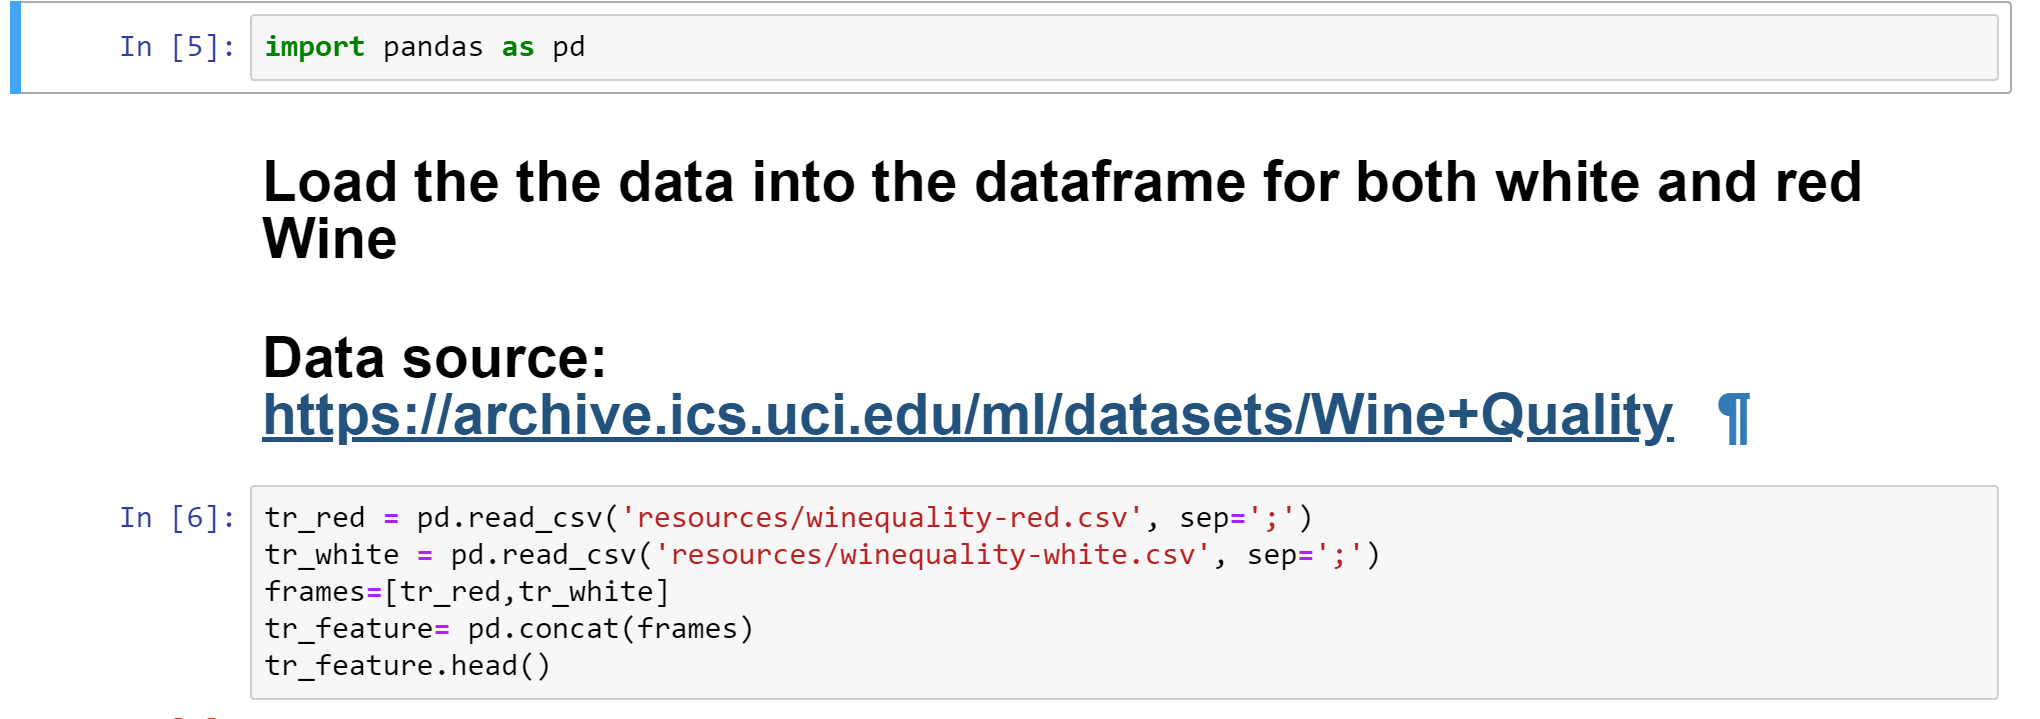 In [5]: import pandas as pd
Load the the data into the dataframe for both white and red
Wine
Data source:
https://archive.ics.uci.edu/ml/datasets/Wine+Quality ¶
In [6]: tr_red = pd.read_csv('resources/winequality-red.csv', sep=';')
tr_white = pd.read_csv('resources/winequality-white.csv', sep=';')
frames=[tr_red,tr_white]
tr_feature= pd.concat(frames)
tr_feature.head()